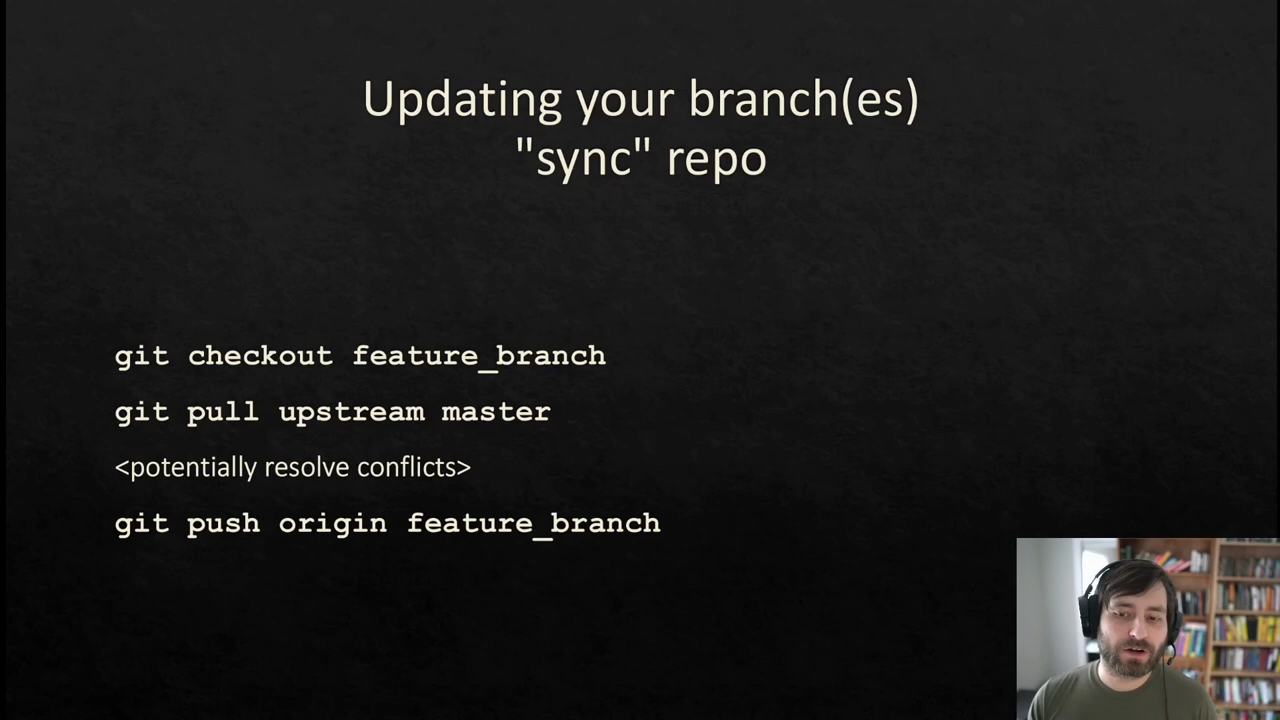 Updating your branch(es)
"sync" repo
git checkout feature_branch
git pull upstream master
<potentially resolve conflicts>
git push origin feature_branch